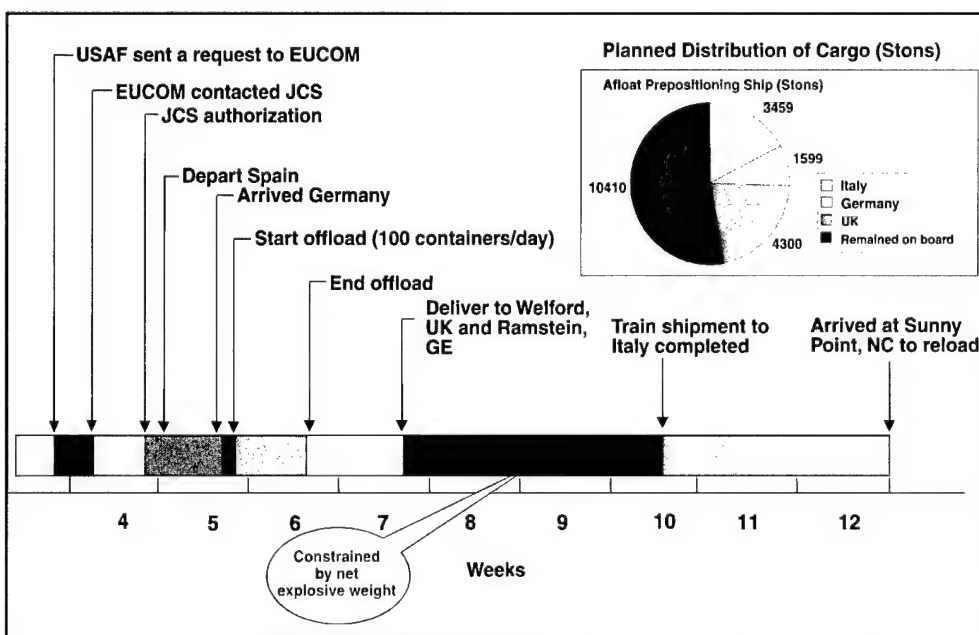 USAF sent a request to EUCOM
EUCOM contacted JCS
JCS authorization
Depart Spain
Arrived Germany
Start offload (100 containers/day)
End offload
Deliver to Welford,
UK and Ramstein,
GE
Train shipment to
Italy completed
Arrived at Sunny
Point, NC to reload
Planned Distribution of Cargo (Stons)
Afloat Prepositioning Ship (Stons)
3459
1599
10410
4300
Italy
Germany
UK
Remained on board
4 5 6 7 8 9 10 11 12
Weeks
Constrained
by net
explosive weight